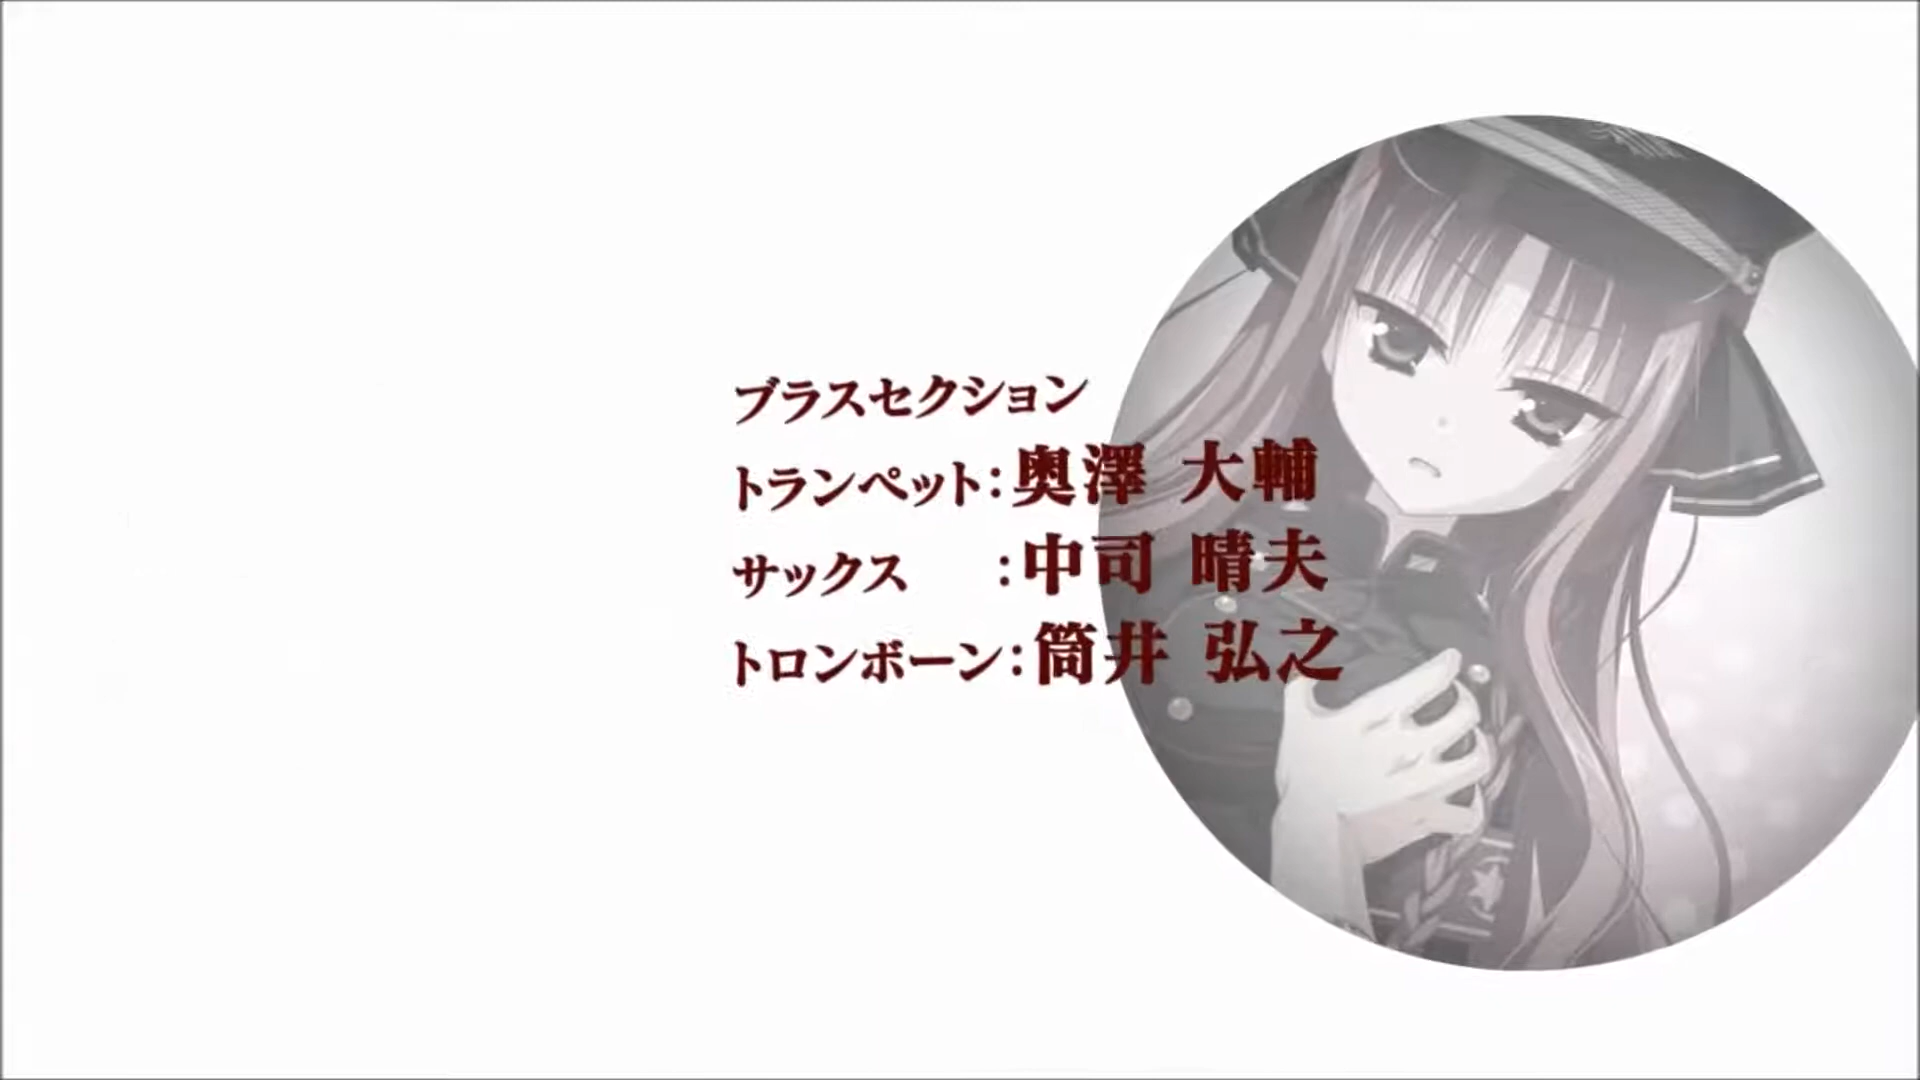 ブラスセクション
トランペット：奥澤 大輔
サックス　　：中司 晴夫
トロンボーン：筒井 弘之